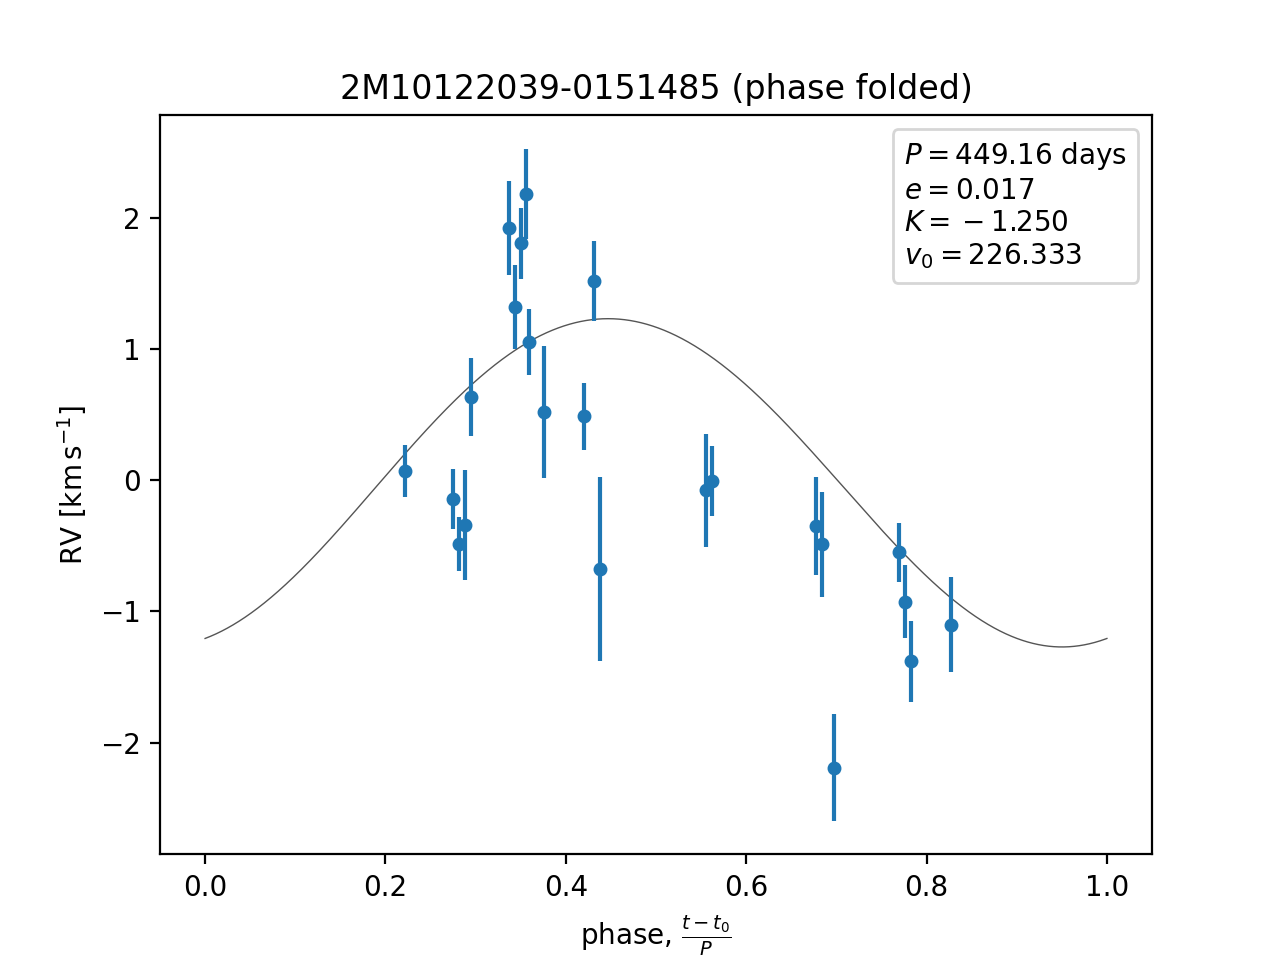 2M10122039-0151485 (phase folded)
P = 449.16 days
e = 0.017
K = −1.250
v₀ = 226.333
RV [km s⁻¹]
2
1
0
−1
−2
0.0 0.2 0.4 0.6 0.8 1.0
phase, (t − t₀)/P